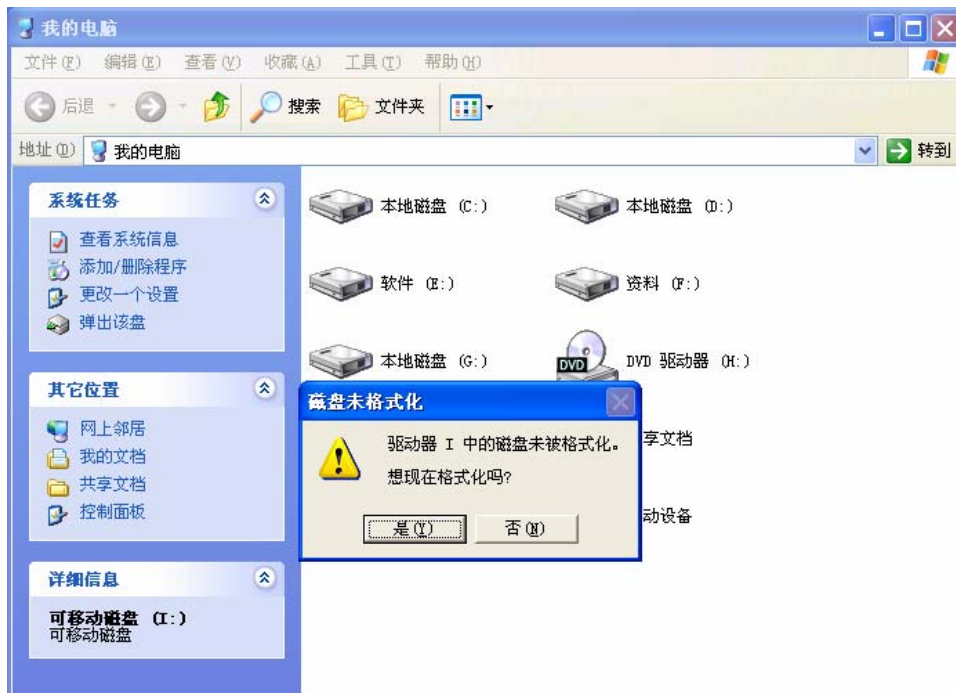 我的电脑
文件(F) 编辑(E) 查看(V) 收藏(A) 工具(T) 帮助(H)
后退 搜索 文件夹
地址(D) 我的电脑 转到
系统任务
查看系统信息
添加/删除程序
更改一个设置
弹出该盘
其它位置
网上邻居
我的文档
共享文档
控制面板
详细信息
可移动磁盘 (I:)
可移动磁盘
本地磁盘 (C:) 本地磁盘 (D:)
软件 (E:) 资料 (F:)
本地磁盘 (G:) DVD DVD 驱动器 (H:)
享文档
动设备
磁盘未格式化
驱动器 I 中的磁盘未被格式化。
想现在格式化吗?
是(Y) 否(N)